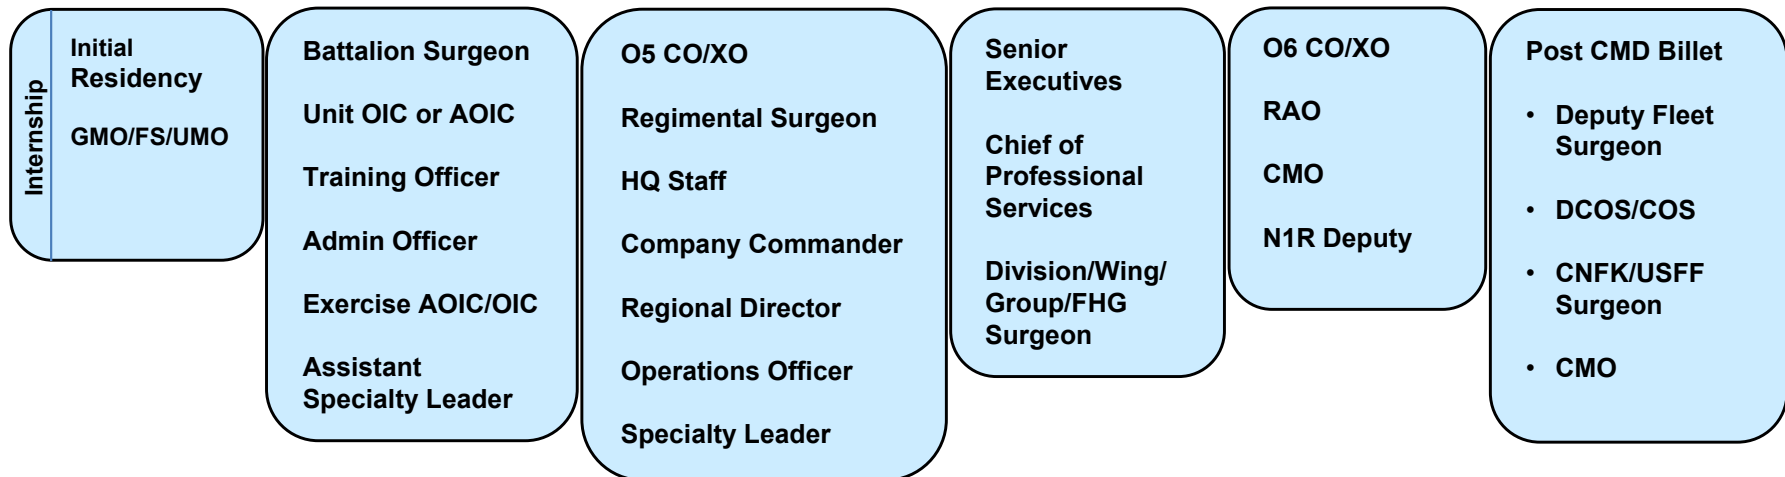 Internship
Initial
Residency
GMO/FS/UMO
Battalion Surgeon
Unit OIC or AOIC
Training Officer
Admin Officer
Exercise AOIC/OIC
Assistant
Specialty Leader
O5 CO/XO
Regimental Surgeon
HQ Staff
Company Commander
Regional Director
Operations Officer
Specialty Leader
Senior
Executives
Chief of
Professional
Services
Division/Wing/
Group/FHG
Surgeon
O6 CO/XO
RAO
CMO
N1R Deputy
Post CMD Billet
• Deputy Fleet
Surgeon
• DCOS/COS
• CNFK/USFF
Surgeon
• CMO